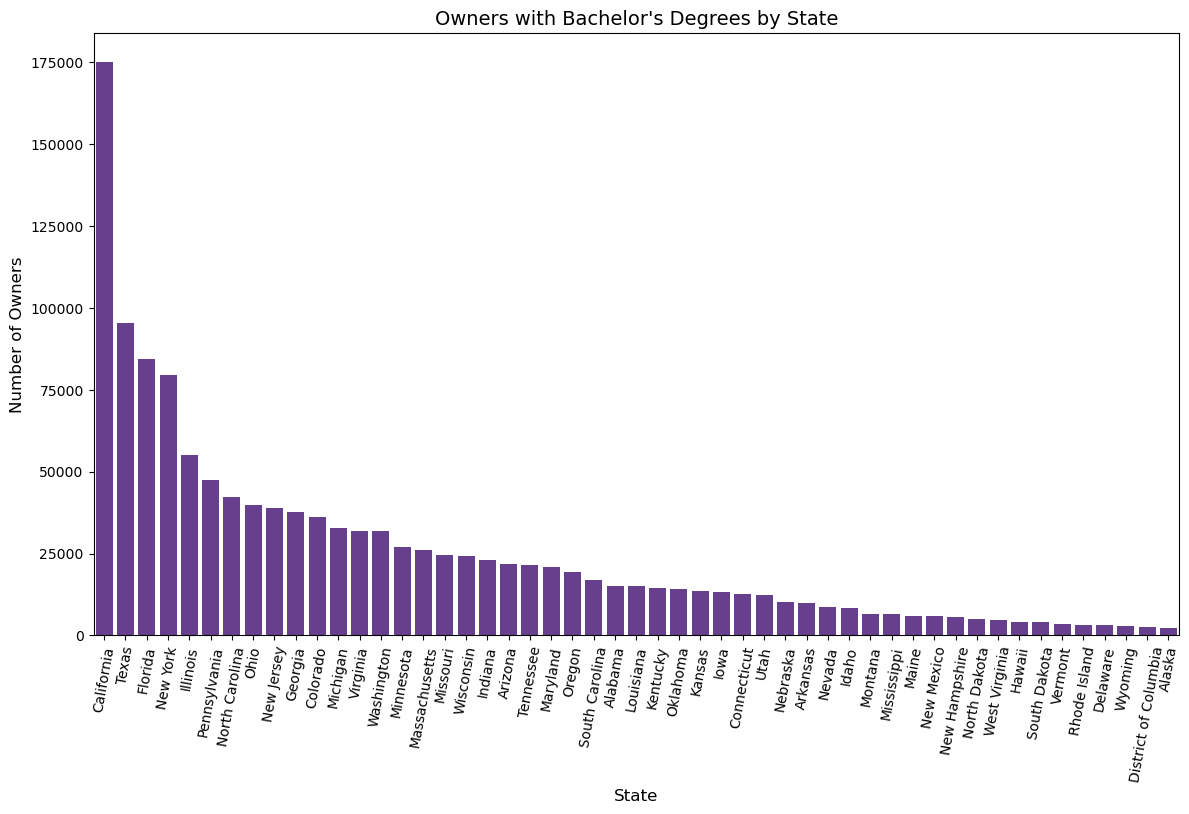 Owners with Bachelor's Degrees by State
Number of Owners
175000
150000
125000
100000
75000
50000
25000
0
California
Texas
Florida
New York
Illinois
Pennsylvania
North Carolina
Ohio
New Jersey
Georgia
Colorado
Michigan
Virginia
Washington
Minnesota
Massachusetts
Missouri
Wisconsin
Indiana
Arizona
Tennessee
Maryland
Oregon
South Carolina
Alabama
Louisiana
Kentucky
Oklahoma
Kansas
Iowa
Connecticut
Utah
Nebraska
Arkansas
Nevada
Idaho
Montana
Mississippi
Maine
New Mexico
New Hampshire
North Dakota
West Virginia
Hawaii
South Dakota
Vermont
Rhode Island
Delaware
Wyoming
District of Columbia
Alaska
State